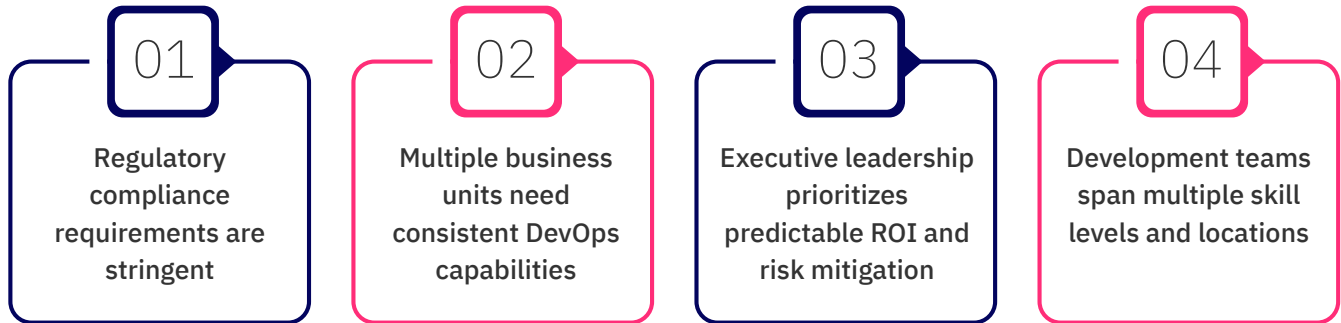 01
Regulatory
compliance
requirements are
stringent
02
Multiple business
units need
consistent DevOps
capabilities
03
Executive leadership
prioritizes
predictable ROI and
risk mitigation
04
Development teams
span multiple skill
levels and locations